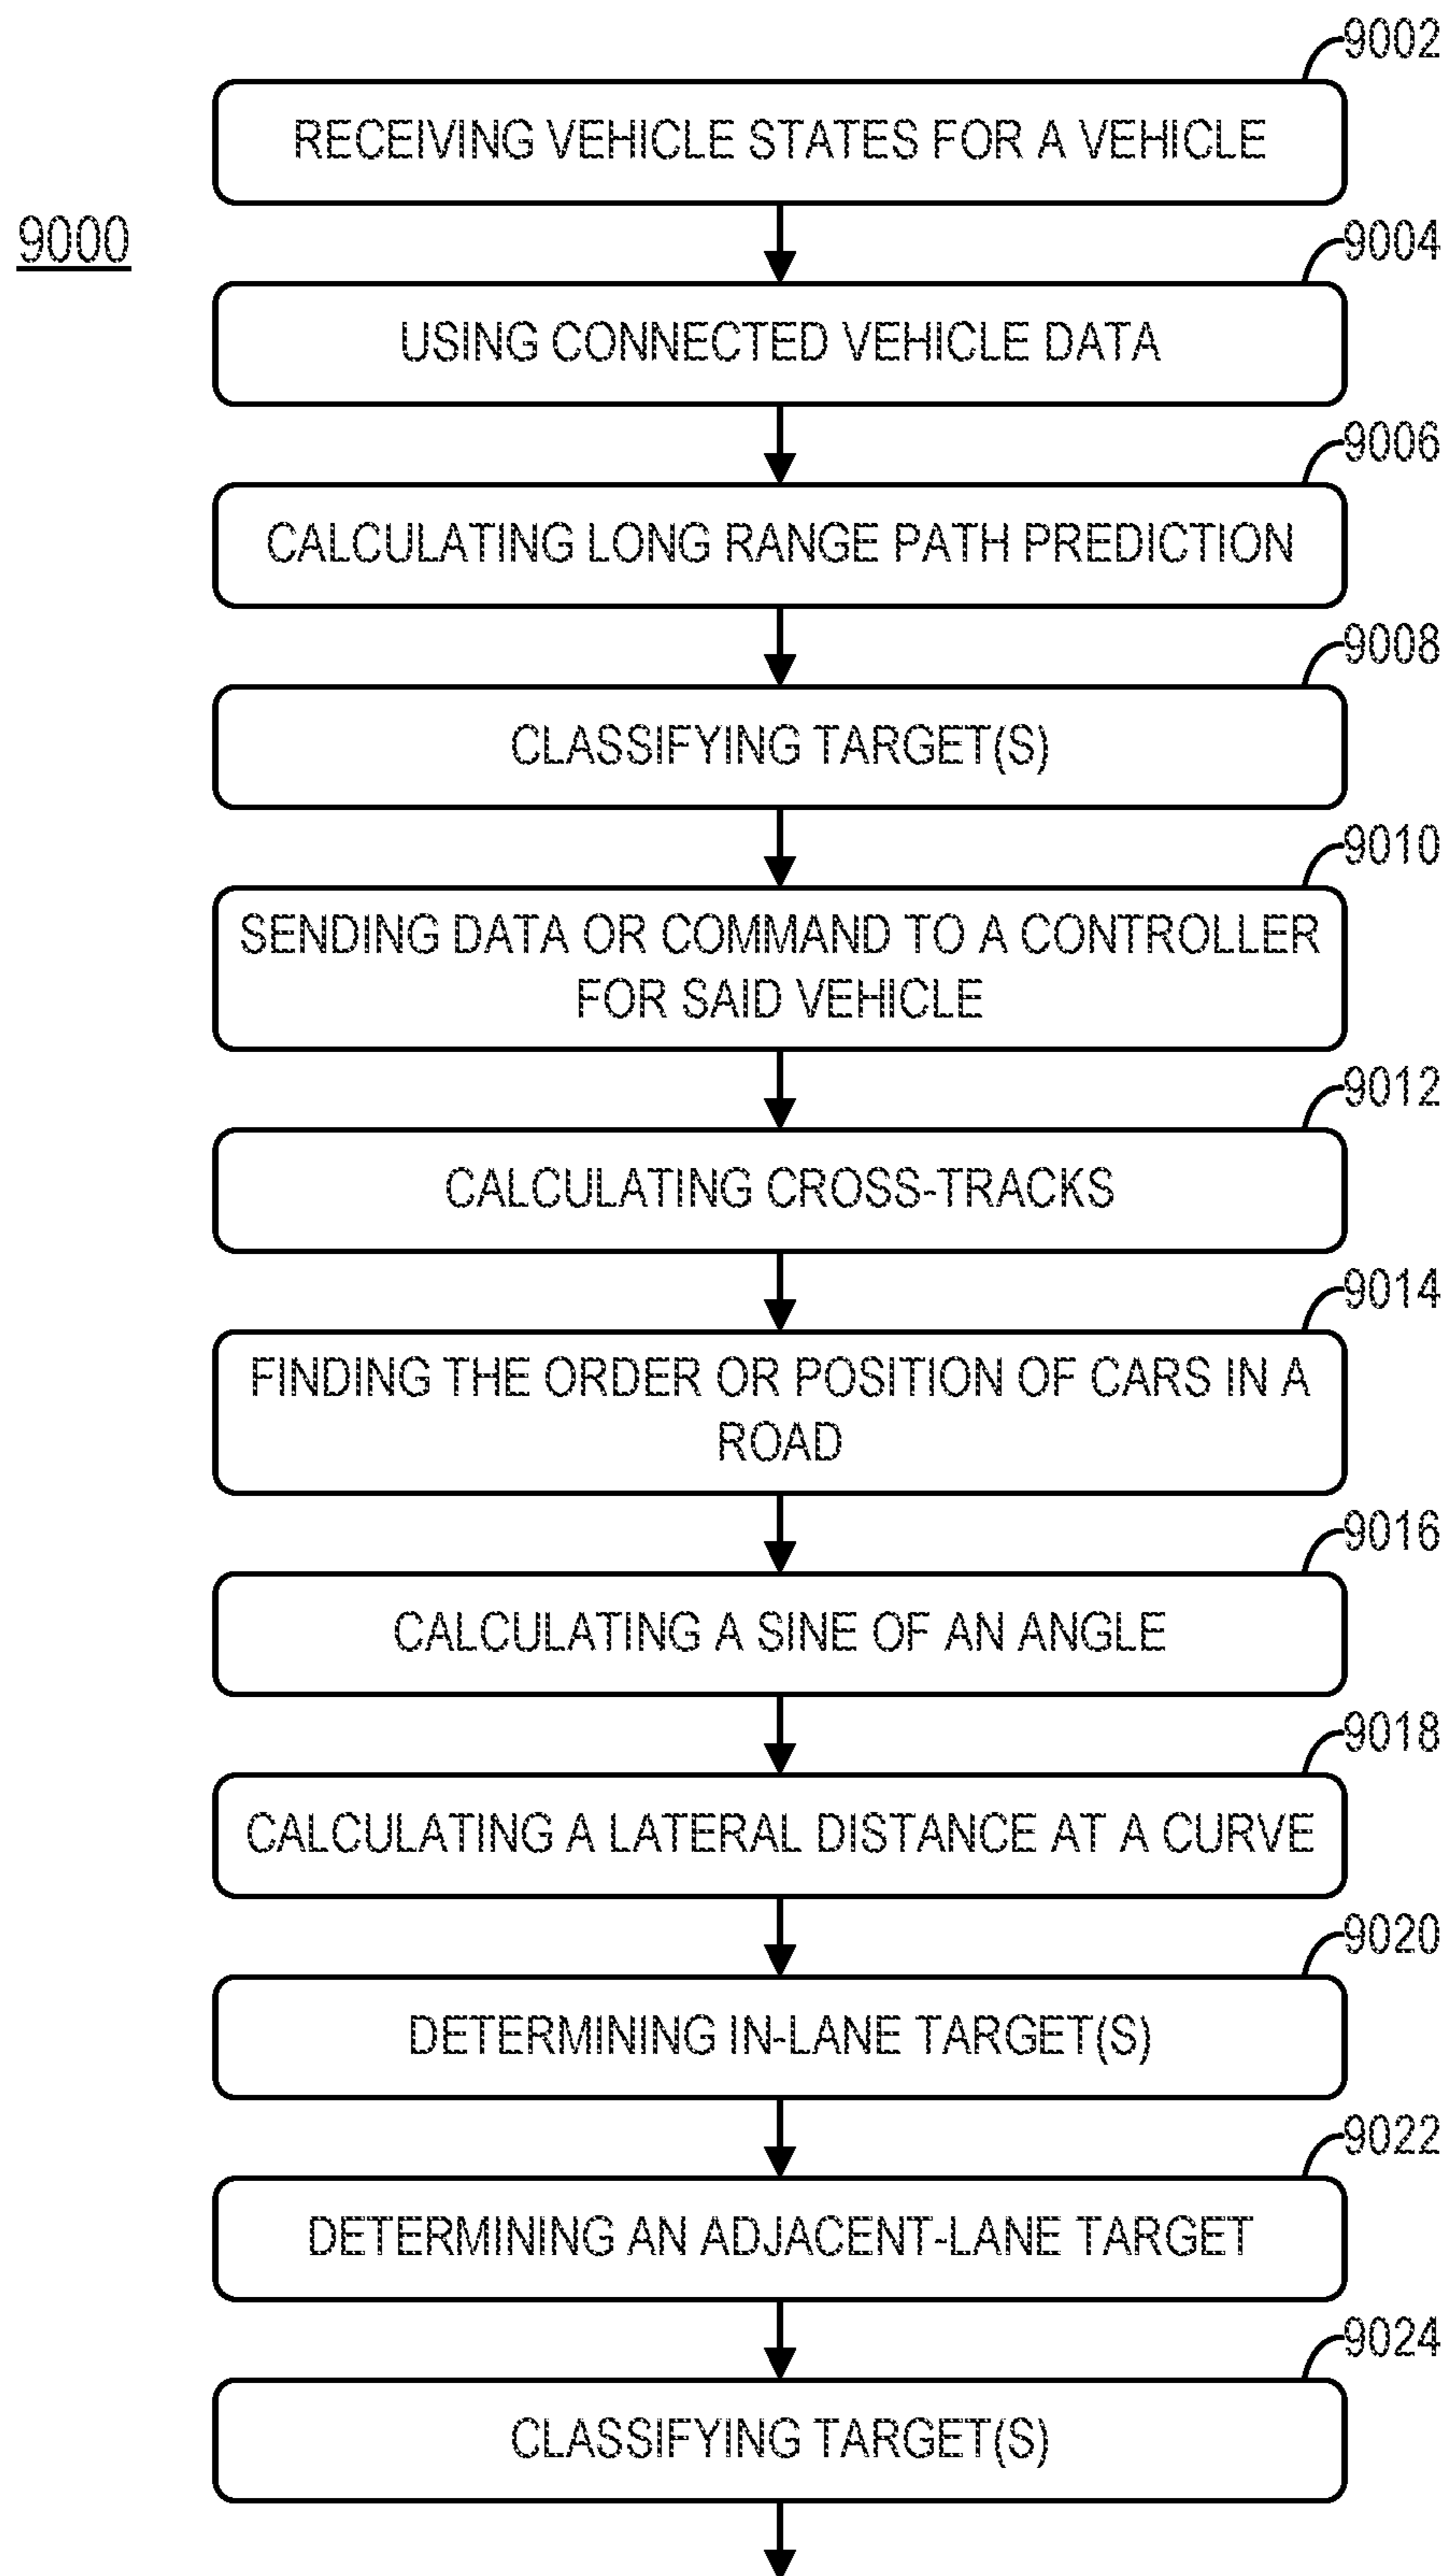 9002
RECEIVING VEHICLE STATES FOR A VEHICLE
9000
9004
USING CONNECTED VEHICLE DATA
9006
CALCULATING LONG RANGE PATH PREDICTION
9008
CLASSIFYING TARGET(S)
9010
SENDING DATA OR COMMAND TO A CONTROLLER
FOR SAID VEHICLE
9012
CALCULATING CROSS-TRACKS
9014
FINDING THE ORDER OR POSITION OF CARS IN A
ROAD
9016
CALCULATING A SINE OF AN ANGLE
9018
CALCULATING A LATERAL DISTANCE AT A CURVE
9020
DETERMINING IN-LANE TARGET(S)
9022
DETERMINING AN ADJACENT-LANE TARGET
9024
CLASSIFYING TARGET(S)